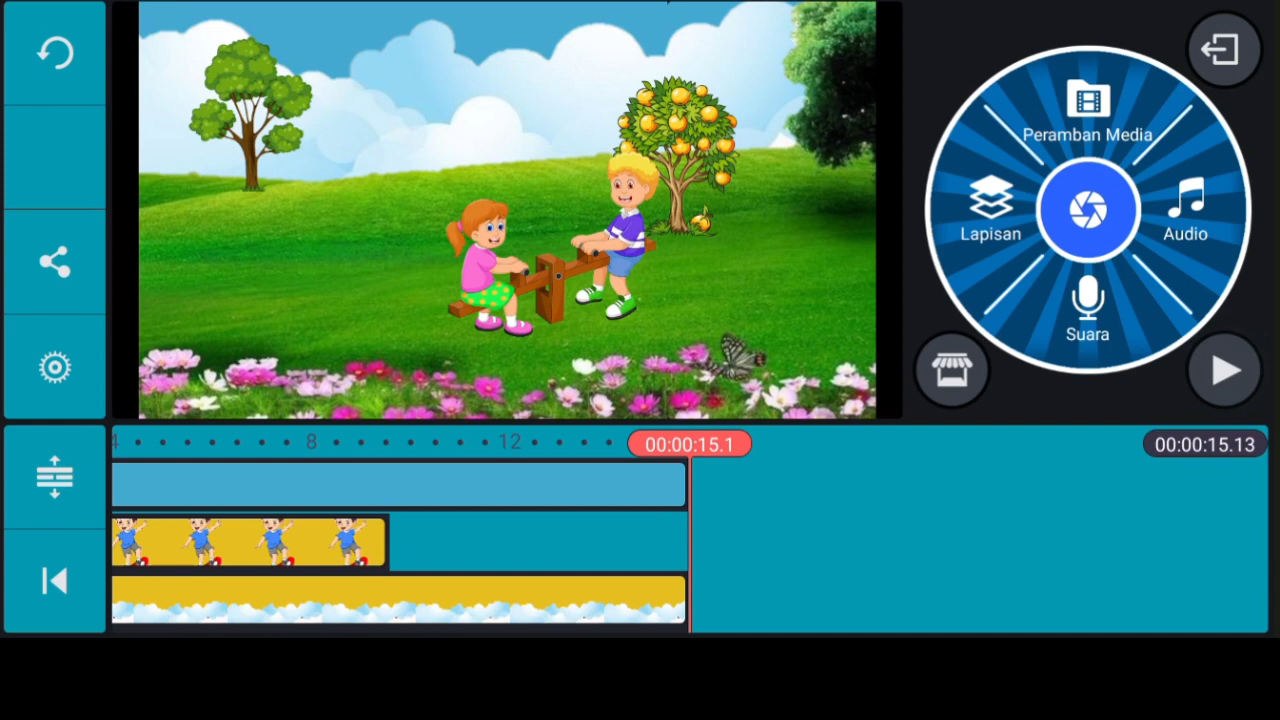 Peramban Media
Lapisan
Audio
Suara
4
8
12
00:00:15.1
00:00:15.13